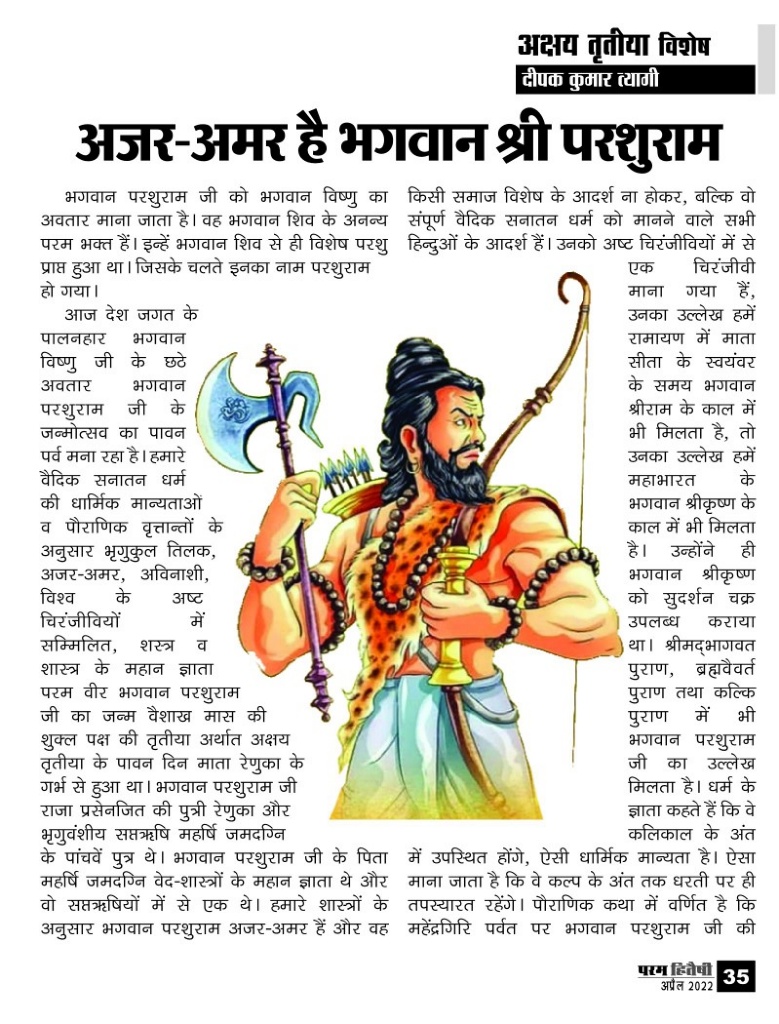 अक्षय तृतीया विशेष
दीपक कुमार त्यागी
अजर-अमर है भगवान श्री परशुराम
भगवान परशुराम जी को भगवान विष्णु का
अवतार माना जाता है। वह भगवान शिव के अनन्य
परम भक्त हैं। इन्हें भगवान शिव से ही विशेष परशु
प्राप्त हुआ था। जिसके चलते इनका नाम परशुराम
हो गया।
आज देश जगत के
पालनहार भगवान
विष्णु जी के छठे
अवतार भगवान
परशुराम जी के
जन्मोत्सव का पावन
पर्व मना रहा है। हमारे
वैदिक सनातन धर्म
की धार्मिक मान्यताओं
व पौराणिक वृत्तान्तों के
अनुसार भृगुकुल तिलक,
अजर-अमर, अविनाशी,
विश्व के अष्ट
चिरंजीवियों में
सम्मिलित, शस्त्र व
शास्त्र के महान ज्ञाता
परम वीर भगवान परशुराम
जी का जन्म वैशाख मास की
शुक्ल पक्ष की तृतीया अर्थात अक्षय
तृतीया के पावन दिन माता रेणुका के
गर्भ से हुआ था। भगवान परशुराम जी
राजा प्रसेनजित की पुत्री रेणुका और
भृगुवंशीय सप्तऋषि महर्षि जमदग्नि
के पांचवें पुत्र थे। भगवान परशुराम जी के पिता
महर्षि जमदग्नि वेद-शास्त्रों के महान ज्ञाता थे और
वो सप्तऋषियों में से एक थे। हमारे शास्त्रों के
अनुसार भगवान परशुराम अजर-अमर हैं और वह
किसी समाज विशेष के आदर्श ना होकर, बल्कि वो
संपूर्ण वैदिक सनातन धर्म को मानने वाले सभी
हिन्दुओं के आदर्श हैं। उनको अष्ट चिरंजीवियों में से
एक चिरंजीवी
माना गया हैं,
उनका उल्लेख हमें
रामायण में माता
सीता के स्वयंवर
के समय भगवान
श्रीराम के काल में
भी मिलता है, तो
उनका उल्लेख हमें
महाभारत के
भगवान श्रीकृष्ण के
काल में भी मिलता
है। उन्होंने ही
भगवान श्रीकृष्ण
को सुदर्शन चक्र
उपलब्ध कराया
था। श्रीमद्भागवत
पुराण, ब्रह्मवैवर्त
पुराण तथा कल्कि
पुराण में भी
भगवान परशुराम
जी का उल्लेख
मिलता है। धर्म के
ज्ञाता कहते हैं कि वे
कलिकाल के अंत
में उपस्थित होंगे, ऐसी धार्मिक मान्यता है। ऐसा
माना जाता है कि वे कल्प के अंत तक धरती पर ही
तपस्यारत रहेंगे। पौराणिक कथा में वर्णित है कि
महेंद्रगिरि पर्वत पर भगवान परशुराम जी की
परम हितैषी
अप्रैल 2022
35